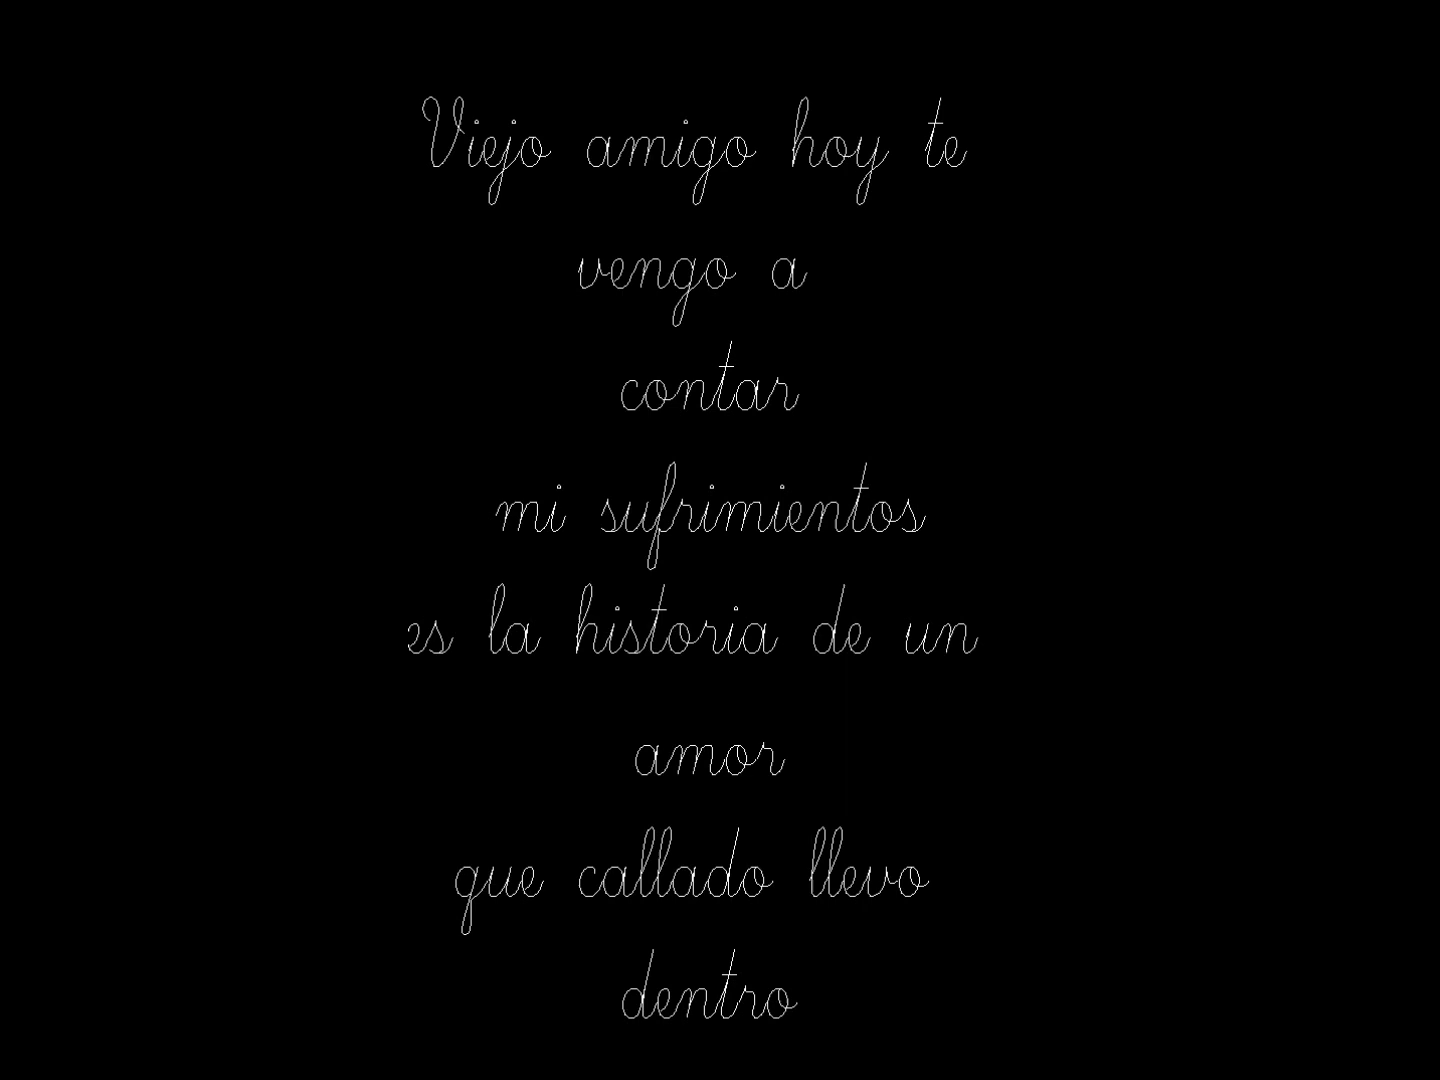 Viejo amigo hoy te
vengo a
contar
mi sufrimientos
es la historia de un
amor
que callado llevo
dentro